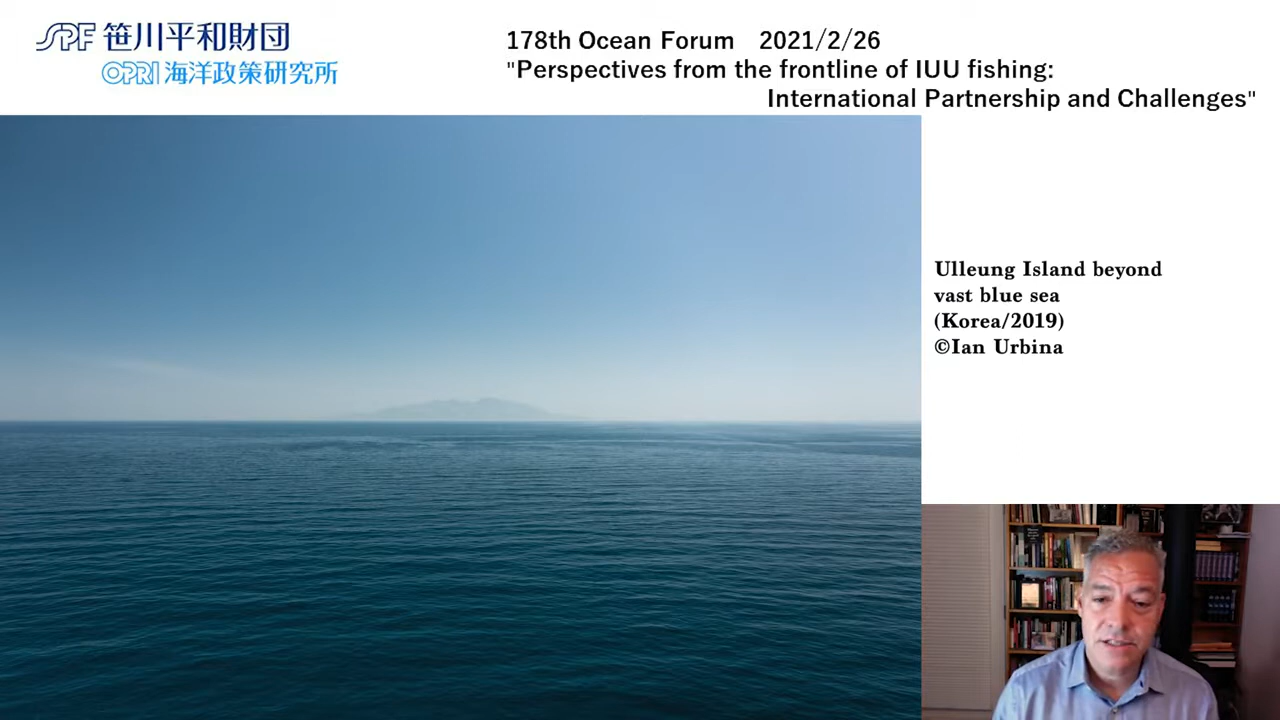 SPF 笹川平和財団
OPRI 海洋政策研究所
178th Ocean Forum 2021/2/26
"Perspectives from the frontline of IUU fishing:
International Partnership and Challenges"
Ulleung Island beyond
vast blue sea
(Korea/2019)
©Ian Urbina